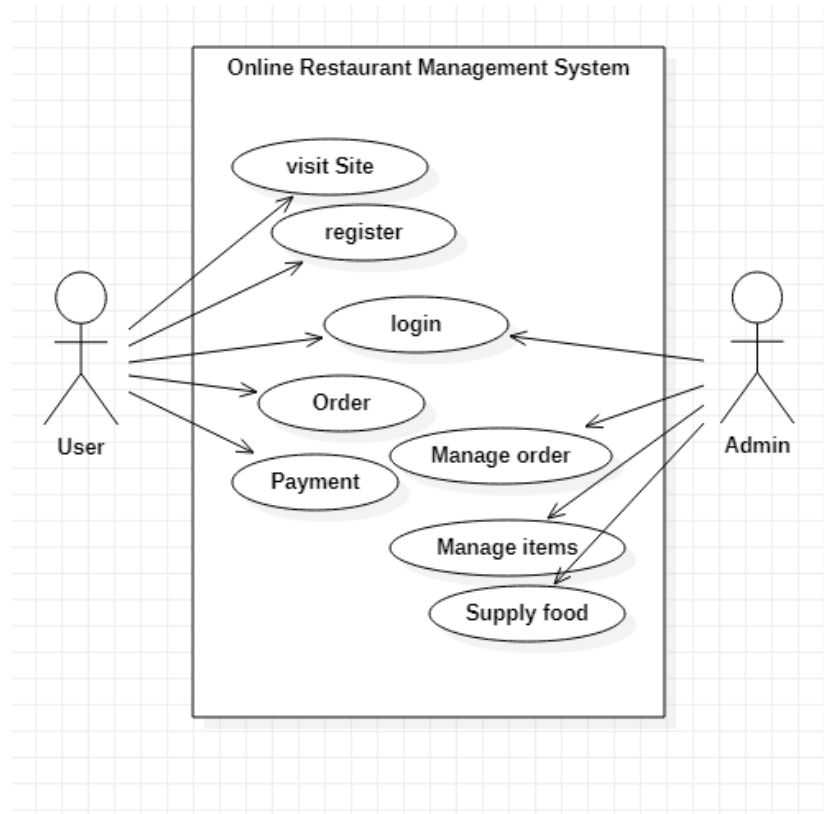 Online Restaurant Management System
visit Site
register
login
Order
User
Admin
Manage order
Payment
Manage items
Supply food